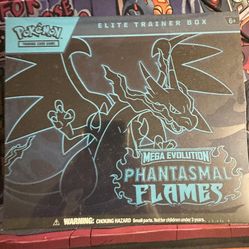 POKÉMON
TRADING CARD GAME
ELITE TRAINER BOX
6+
MEGA EVOLUTION
PHANTASMAL
FLAMES
WARNING: CHOKING HAZARD Small parts. Not for children under 3 years.